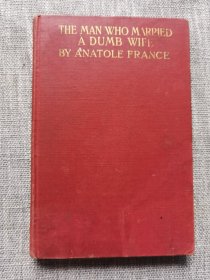 THE MAN WHO MARRIED
A DUMB WIFE
BY ANATOLE FRANCE